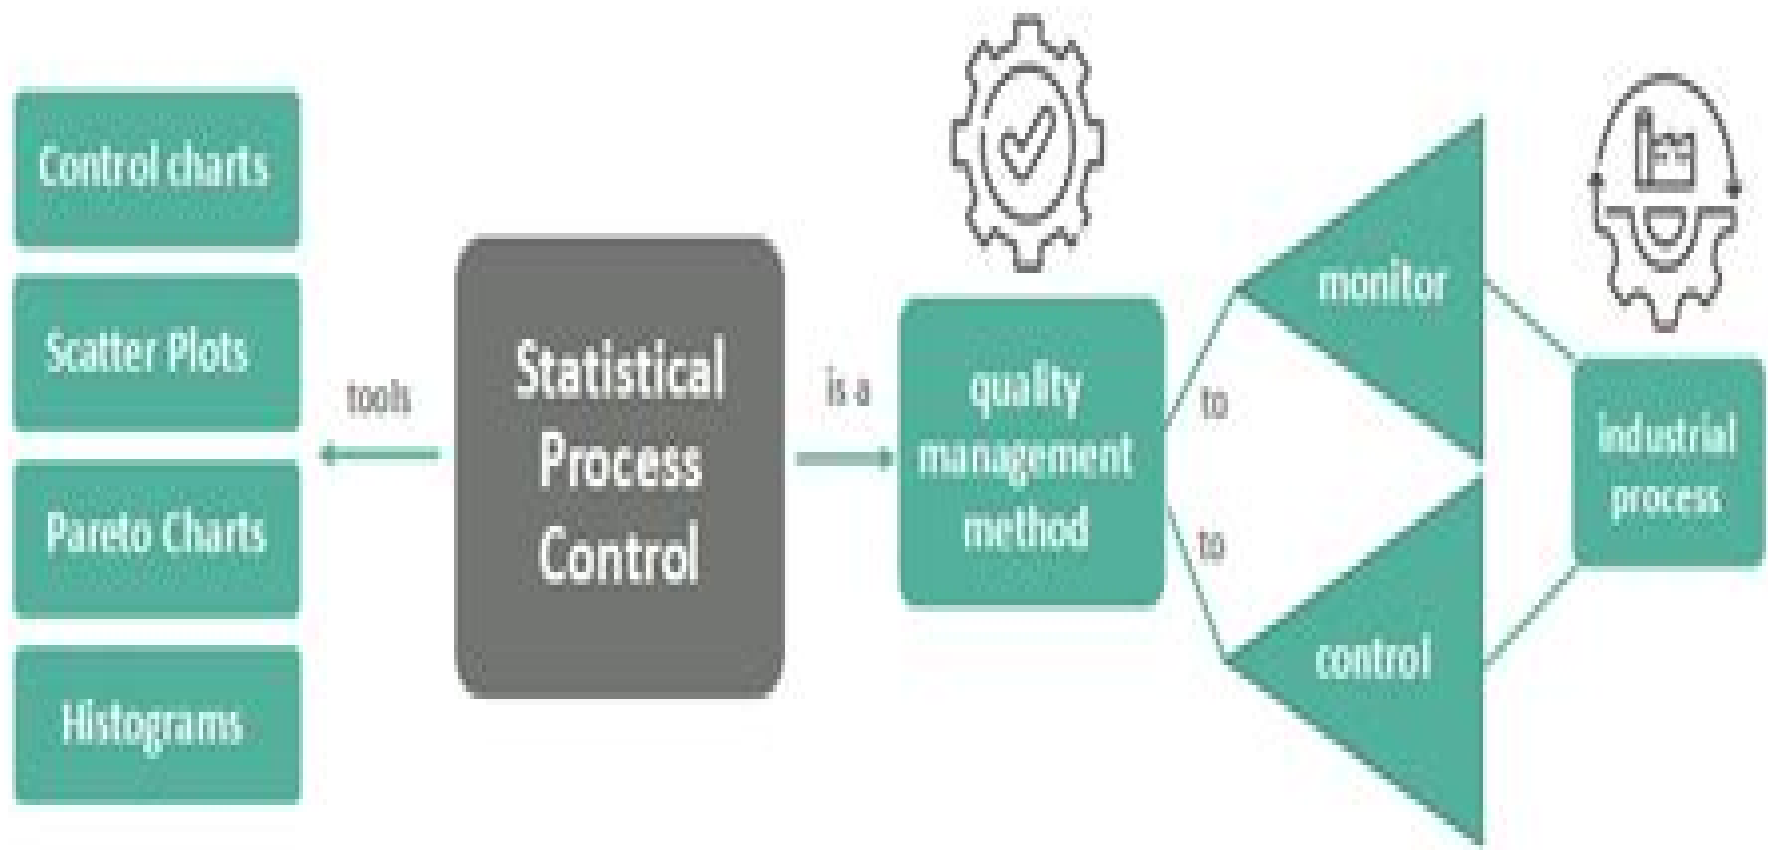 Control charts
Scatter Plots
Pareto Charts
Histograms
tools
Statistical
Process
Control
is a
quality
management
method
to
to
monitor
control
industrial
process